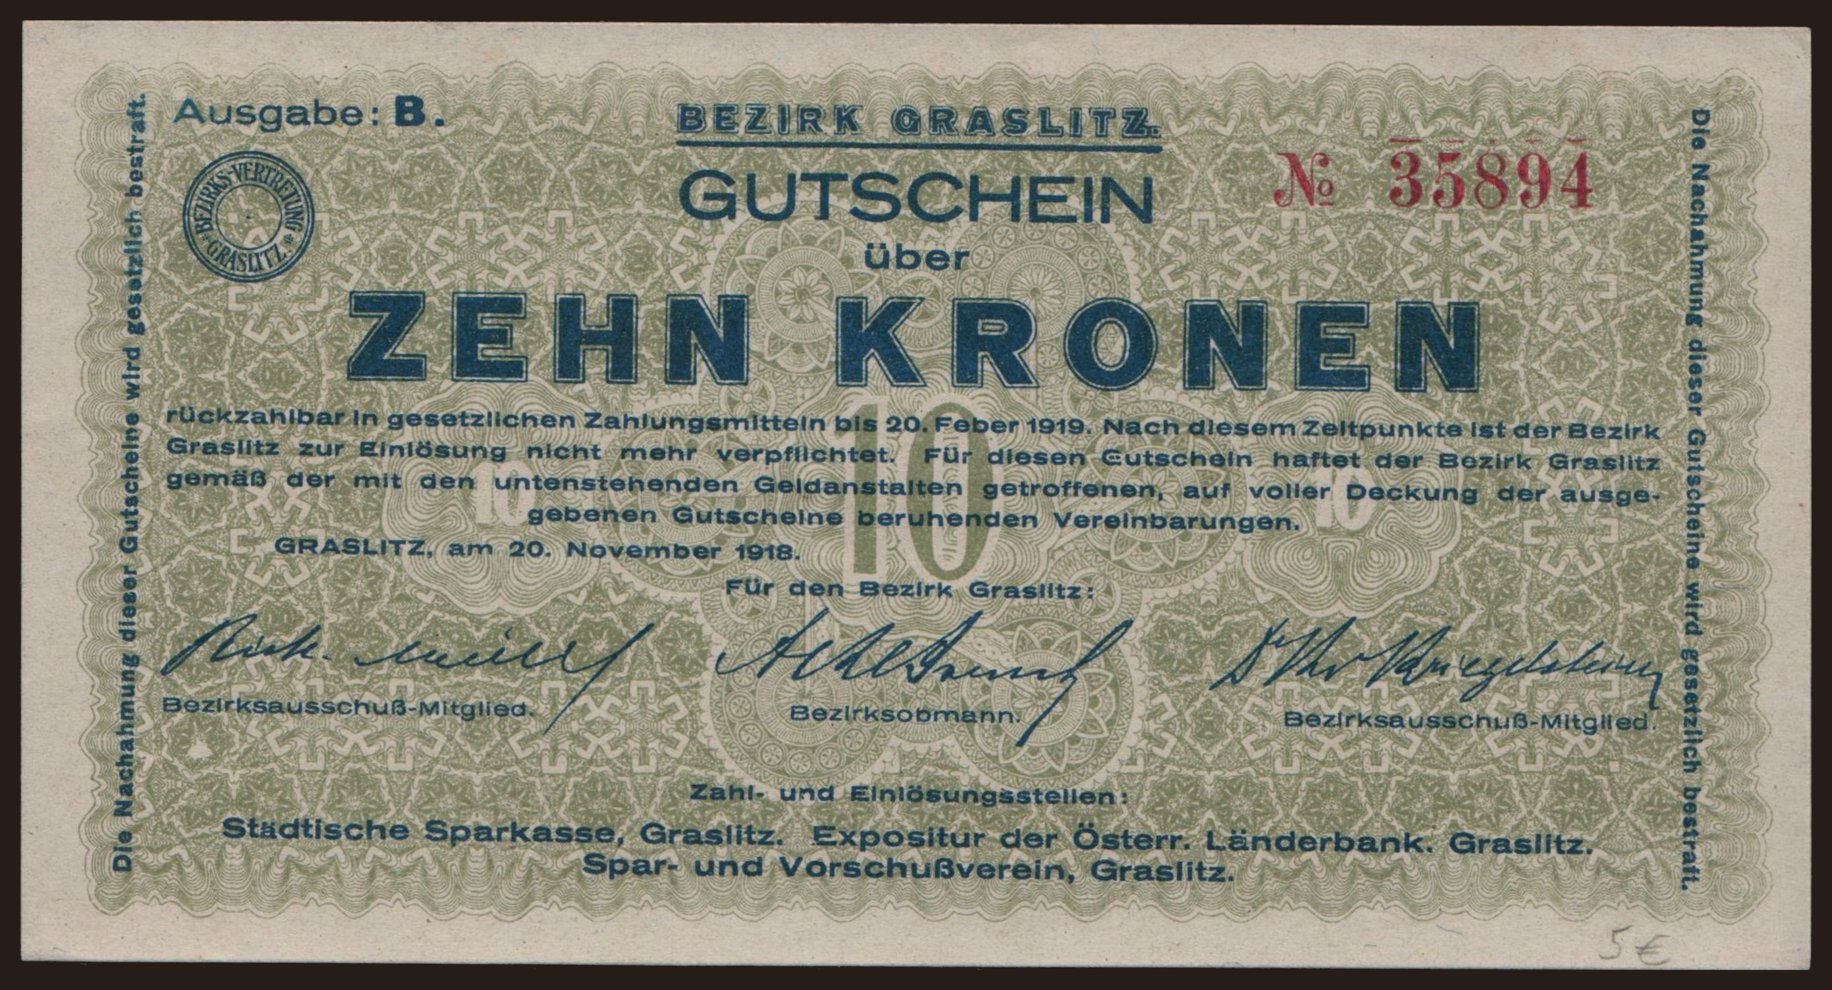 Ausgabe: B.
BEZIRK GRASLITZ.
BEZIRKS-VERTRETUNG
* GRASLITZ. *
№ 35894
GUTSCHEIN
über
ZEHN KRONEN
rückzahlbar in gesetzlichen Zahlungsmitteln bis 20. Feber 1919. Nach diesem Zeitpunkte ist der Bezirk
Graslitz zur Einlösung nicht mehr verpflichtet. Für diesen Gutschein haftet der Bezirk Graslitz
gemäß der mit den untenstehenden Geldanstalten getroffenen, auf voller Deckung der ausge-
gebenen Gutscheine beruhenden Vereinbarungen.
10 10 10
GRASLITZ, am 20. November 1918.
Für den Bezirk Graslitz:
Bezirksausschuß-Mitglied.
Bezirksobmann.
Bezirksausschuß-Mitglied.
Zahl- und Einlösungsstellen:
Städtische Sparkasse, Graslitz. Expositur der Österr. Länderbank. Graslitz.
Spar- und Vorschußverein, Graslitz.
Die Nachahmung dieser Gutscheine wird gesetzlich bestraft.
Die Nachahmung dieser Gutscheine wird gesetzlich bestraft.
5 €